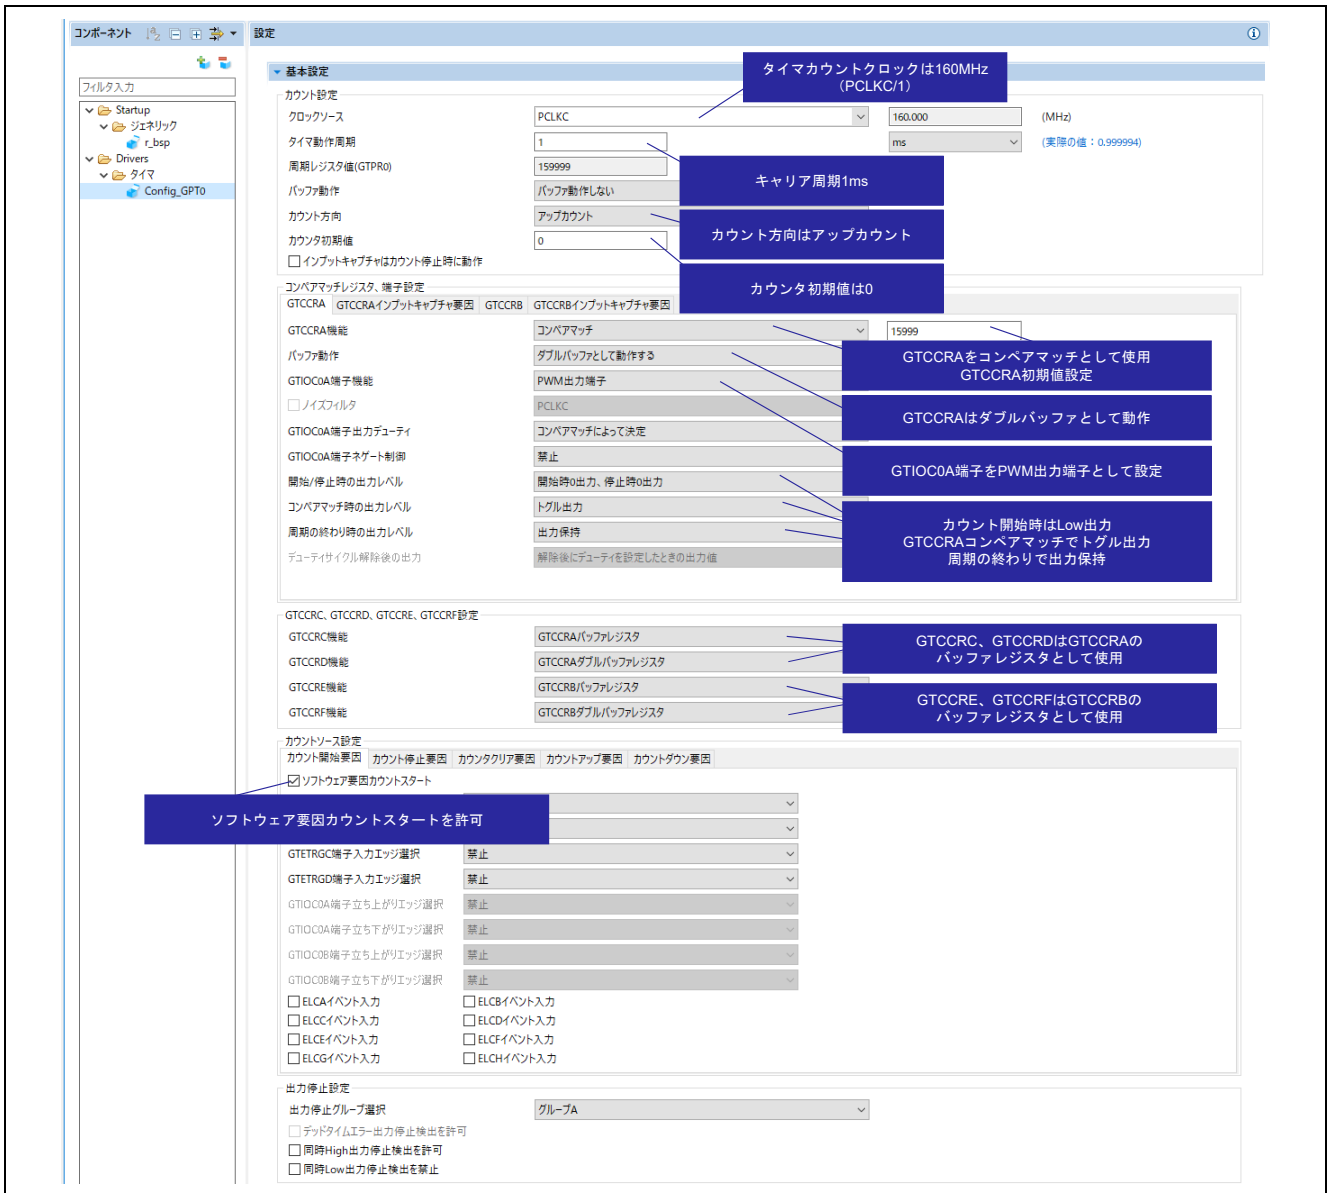 コンポーネント
設定
フィルタ入力
Startup
ジェネリック
r_bsp
Drivers
タイマ
Config_GPT0
基本設定
タイマカウントクロックは160MHz
(PCLKC/1)
カウント設定
クロックソース PCLKC 160.000 (MHz)
タイマ動作周期 1 ms (実際の値：0.999994)
周期レジスタ値(GTPR0) 159999
キャリア周期1ms
バッファ動作 バッファ動作しない
カウント方向 アップカウント
カウント方向はアップカウント
カウンタ初期値 0
インプットキャプチャはカウント停止時に動作
カウンタ初期値は0
コンペアマッチレジスタ、端子設定
GTCCRA GTCCRAインプットキャプチャ要因 GTCCRB GTCCRBインプットキャプチャ要因
GTCCRA機能 コンペアマッチ 15999
GTCCRAをコンペアマッチとして使用
GTCCRA初期値設定
バッファ動作 ダブルバッファとして動作する
GTIOC0A端子機能 PWM出力端子
ノイズフィルタ PCLKC
GTCCRAはダブルバッファとして動作
GTIOC0A端子出力デューティ コンペアマッチによって決定
GTIOC0A端子ネゲート制御 禁止
GTIOC0A端子をPWM出力端子として設定
開始/停止時の出力レベル 開始時0出力、停止時0出力
コンペアマッチ時の出力レベル トグル出力
周期の終わり時の出力レベル 出力保持
カウント開始時はLow出力
GTCCRAコンペアマッチでトグル出力
周期の終わりで出力保持
デューティサイクル解除後の出力 解除後にデューティを設定したときの出力値
GTCCRC、GTCCRD、GTCCRE、GTCCRF設定
GTCCRC機能 GTCCRAバッファレジスタ
GTCCRD機能 GTCCRAダブルバッファレジスタ
GTCCRC、GTCCRDはGTCCRAの
バッファレジスタとして使用
GTCCRE機能 GTCCRBバッファレジスタ
GTCCRF機能 GTCCRBダブルバッファレジスタ
GTCCRE、GTCCRFはGTCCRBの
バッファレジスタとして使用
カウントソース設定
カウント開始要因 カウント停止要因 カウンタクリア要因 カウントアップ要因 カウントダウン要因
ソフトウェア要因カウントスタート
ソフトウェア要因カウントスタートを許可
GTETRGC端子入力エッジ選択 禁止
GTETRGD端子入力エッジ選択 禁止
GTIOC0A端子立ち上がりエッジ選択 禁止
GTIOC0A端子立ち下がりエッジ選択 禁止
GTIOC0B端子立ち上がりエッジ選択 禁止
GTIOC0B端子立ち下がりエッジ選択 禁止
ELCAイベント入力 ELCBイベント入力
ELCCイベント入力 ELCDイベント入力
ELCEイベント入力 ELCFイベント入力
ELCGイベント入力 ELCHイベント入力
出力停止設定
出力停止グループ選択 グループA
デッドタイムエラー出力停止検出を許可
同時High出力停止検出を許可
同時Low出力停止検出を禁止